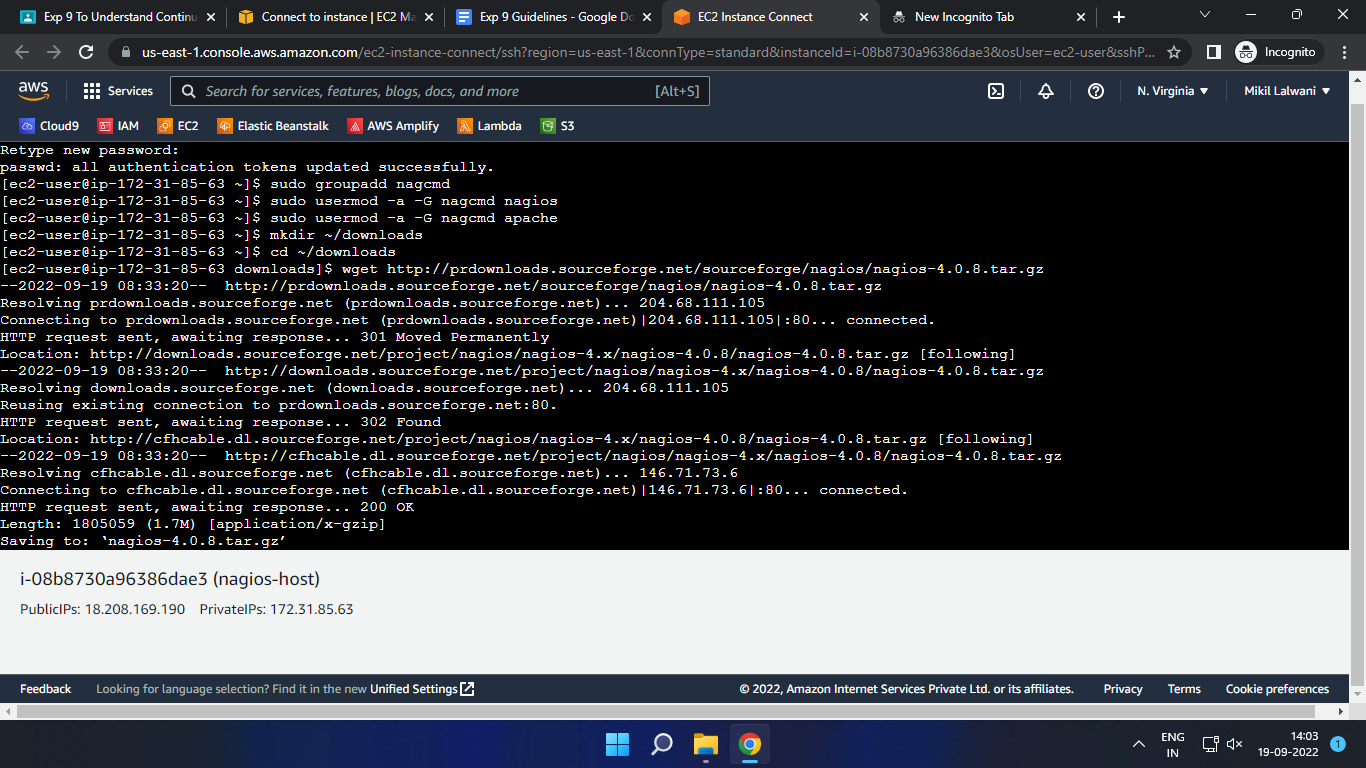 Exp 9 To Understand Continu
Connect to instance | EC2 Ma
Exp 9 Guidelines - Google Do
EC2 Instance Connect
New Incognito Tab
us-east-1.console.aws.amazon.com/ec2-instance-connect/ssh?region=us-east-1&connType=standard&instanceId=i-08b8730a96386dae3&osUser=ec2-user&sshP...
Incognito
aws
Services
Search for services, features, blogs, docs, and more
[Alt+S]
N. Virginia
Mikil Lalwani
Cloud9
IAM
EC2
Elastic Beanstalk
AWS Amplify
Lambda
S3
Retype new password:
passwd: all authentication tokens updated successfully.
[ec2-user@ip-172-31-85-63 ~]$ sudo groupadd nagcmd
[ec2-user@ip-172-31-85-63 ~]$ sudo usermod -a -G nagcmd nagios
[ec2-user@ip-172-31-85-63 ~]$ sudo usermod -a -G nagcmd apache
[ec2-user@ip-172-31-85-63 ~]$ mkdir ~/downloads
[ec2-user@ip-172-31-85-63 ~]$ cd ~/downloads
[ec2-user@ip-172-31-85-63 downloads]$ wget http://prdownloads.sourceforge.net/sourceforge/nagios/nagios-4.0.8.tar.gz
--2022-09-19 08:33:20--  http://prdownloads.sourceforge.net/sourceforge/nagios/nagios-4.0.8.tar.gz
Resolving prdownloads.sourceforge.net (prdownloads.sourceforge.net)... 204.68.111.105
Connecting to prdownloads.sourceforge.net (prdownloads.sourceforge.net)|204.68.111.105|:80... connected.
HTTP request sent, awaiting response... 301 Moved Permanently
Location: http://downloads.sourceforge.net/project/nagios/nagios-4.x/nagios-4.0.8/nagios-4.0.8.tar.gz [following]
--2022-09-19 08:33:20--  http://downloads.sourceforge.net/project/nagios/nagios-4.x/nagios-4.0.8/nagios-4.0.8.tar.gz
Resolving downloads.sourceforge.net (downloads.sourceforge.net)... 204.68.111.105
Reusing existing connection to prdownloads.sourceforge.net:80.
HTTP request sent, awaiting response... 302 Found
Location: http://cfhcable.dl.sourceforge.net/project/nagios/nagios-4.x/nagios-4.0.8/nagios-4.0.8.tar.gz [following]
--2022-09-19 08:33:20--  http://cfhcable.dl.sourceforge.net/project/nagios/nagios-4.x/nagios-4.0.8/nagios-4.0.8.tar.gz
Resolving cfhcable.dl.sourceforge.net (cfhcable.dl.sourceforge.net)... 146.71.73.6
Connecting to cfhcable.dl.sourceforge.net (cfhcable.dl.sourceforge.net)|146.71.73.6|:80... connected.
HTTP request sent, awaiting response... 200 OK
Length: 1805059 (1.7M) [application/x-gzip]
Saving to: ‘nagios-4.0.8.tar.gz’
i-08b8730a96386dae3 (nagios-host)
PublicIPs: 18.208.169.190 PrivateIPs: 172.31.85.63
Feedback
Looking for language selection? Find it in the new Unified Settings
© 2022, Amazon Internet Services Private Ltd. or its affiliates.
Privacy
Terms
Cookie preferences
ENG
IN
14:03
19-09-2022
1